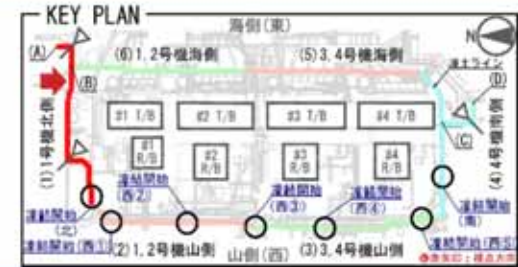 KEY PLAN
海側(東)
N
(A)
(6)1,2号機海側
(5)3,4号機海側
凍土ライン
(D)
(B)
#1 T/B
#2 T/B
#3 T/B
#4 T/B
(1)1号機北側
(C)
(4)4号機南側
#1
R/B
#2
R/B
#3
R/B
#4
R/B
凍結開始
(西②)
凍結開始
(西③)
凍結開始
(西④)
凍結開始
(北)
凍結開始
(南)
凍結開始(西①)
(2)1,2号機山側
山側(西)
(3)3,4号機山側
凍結開始(西⑤)